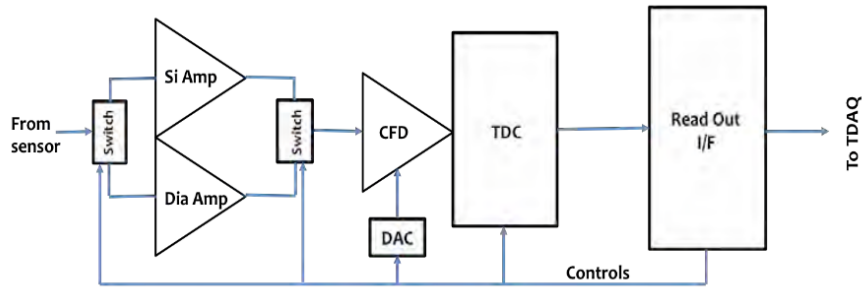 From
sensor
Switch
Si Amp
Dia Amp
Switch
CFD
DAC
TDC
Read Out
I/F
To TDAQ
Controls